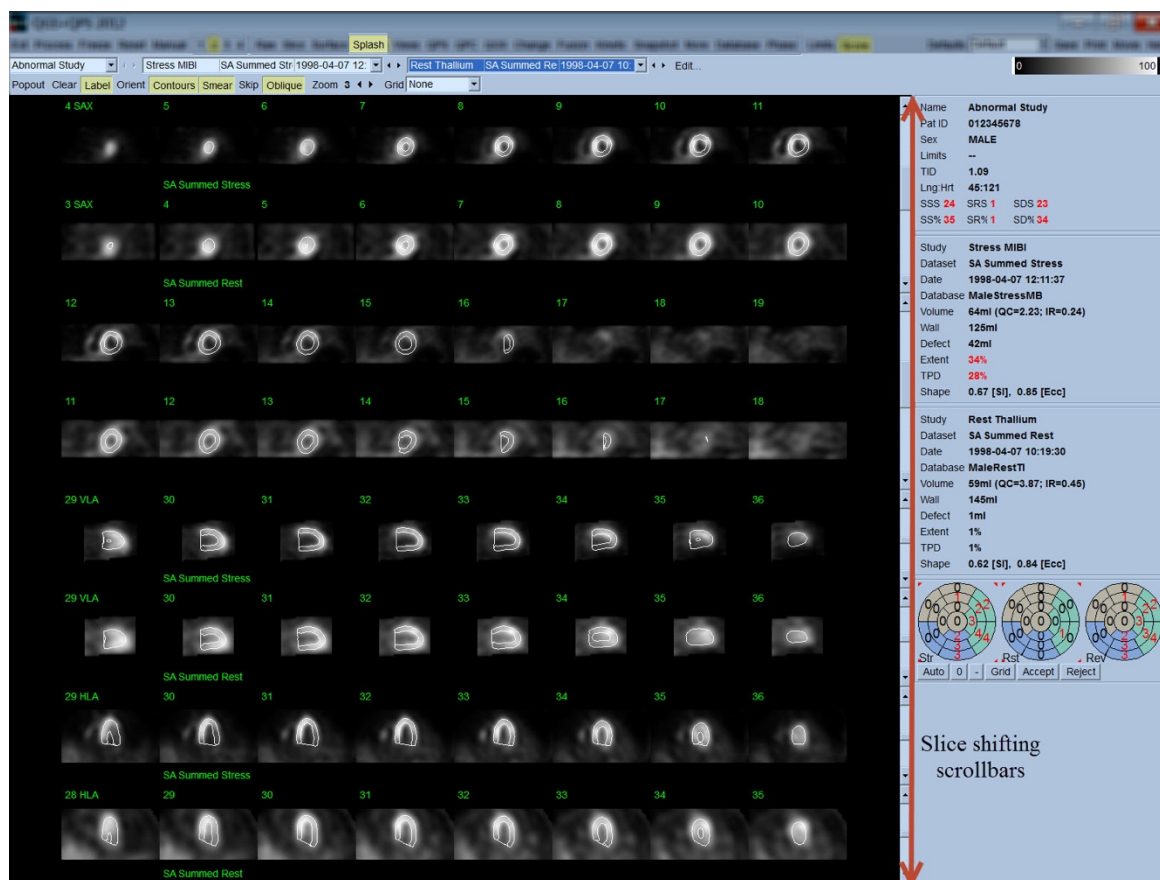 QGS+QPS 2012
Splash
Abnormal Study Stress MIBI SA Summed Str 1998-04-07 12: Rest Thallium SA Summed Re 1998-04-07 10: Edit...
0 100
Popout Clear Label Orient Contours Smear Skip Oblique Zoom 3 Grid None
4 SAX 5 6 7 8 9 10 11
SA Summed Stress
3 SAX 4 5 6 7 8 9 10
SA Summed Rest
12 13 14 15 16 17 18 19
11 12 13 14 15 16 17 18
29 VLA 30 31 32 33 34 35 36
SA Summed Stress
29 VLA 30 31 32 33 34 35 36
SA Summed Rest
29 HLA 30 31 32 33 34 35 36
SA Summed Stress
28 HLA 29 30 31 32 33 34 35
SA Summed Rest
Name Abnormal Study
Pat ID 012345678
Sex MALE
Limits --
TID 1.09
Lng:Hrt 45:121
SSS 24 SRS 1 SDS 23
SS% 35 SR% 1 SD% 34
Study Stress MIBI
Dataset SA Summed Stress
Date 1998-04-07 12:11:37
Database MaleStressMB
Volume 64ml (QC=2.23; IR=0.24)
Wall 125ml
Defect 42ml
Extent 34%
TPD 28%
Shape 0.67 [SI], 0.85 [Ecc]
Study Rest Thallium
Dataset SA Summed Rest
Date 1998-04-07 10:19:30
Database MaleRestTl
Volume 59ml (QC=3.87; IR=0.45)
Wall 145ml
Defect 1ml
Extent 1%
TPD 1%
Shape 0.62 [SI], 0.84 [Ecc]
Str Rst Rev
Auto 0 - Grid Accept Reject
Slice shifting
scrollbars